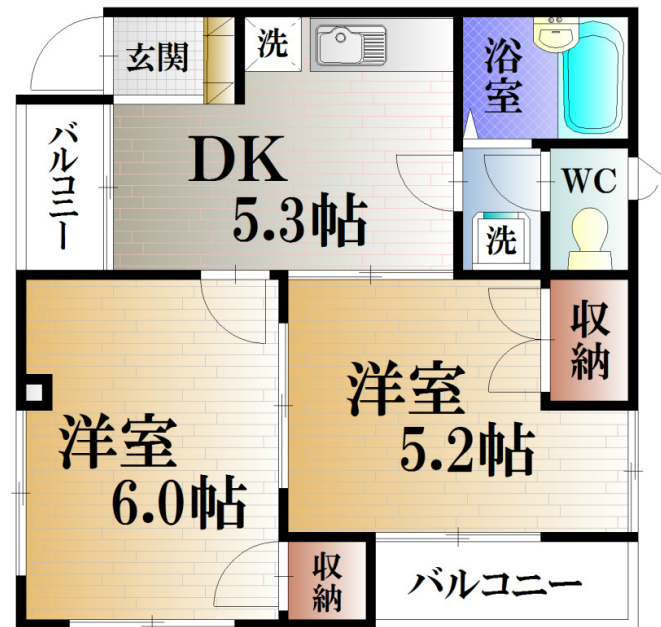 玄関
洗
浴室
バルコニー
DK
5.3帖
WC
洗
洋室
6.0帖
洋室
5.2帖
収納
収納
バルコニー